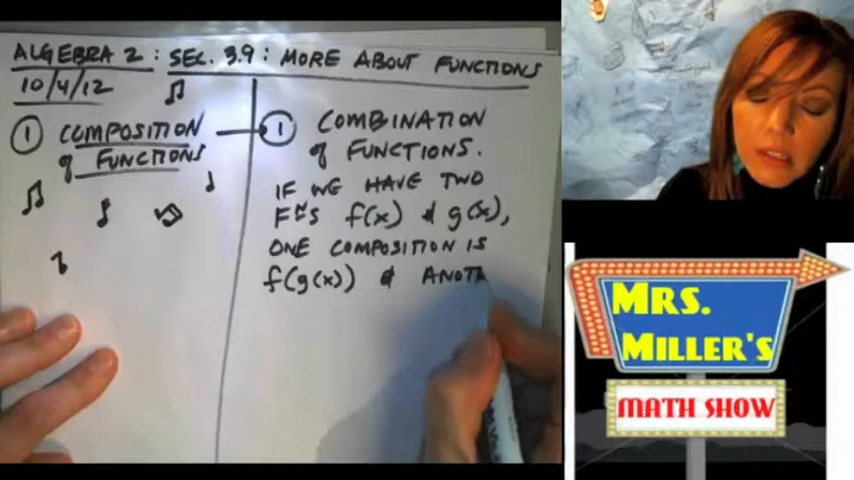 ALGEBRA 2 : SEC. 3.9 : MORE ABOUT FUNCTIONS
10/4/12
① COMPOSITION
of FUNCTIONS
① COMBINATION
of FUNCTIONS.
IF WE HAVE TWO
F^NS f(x) & g(x),
ONE COMPOSITION IS
f(g(x)) & ANOT
MRS.
MILLER'S
MATH SHOW